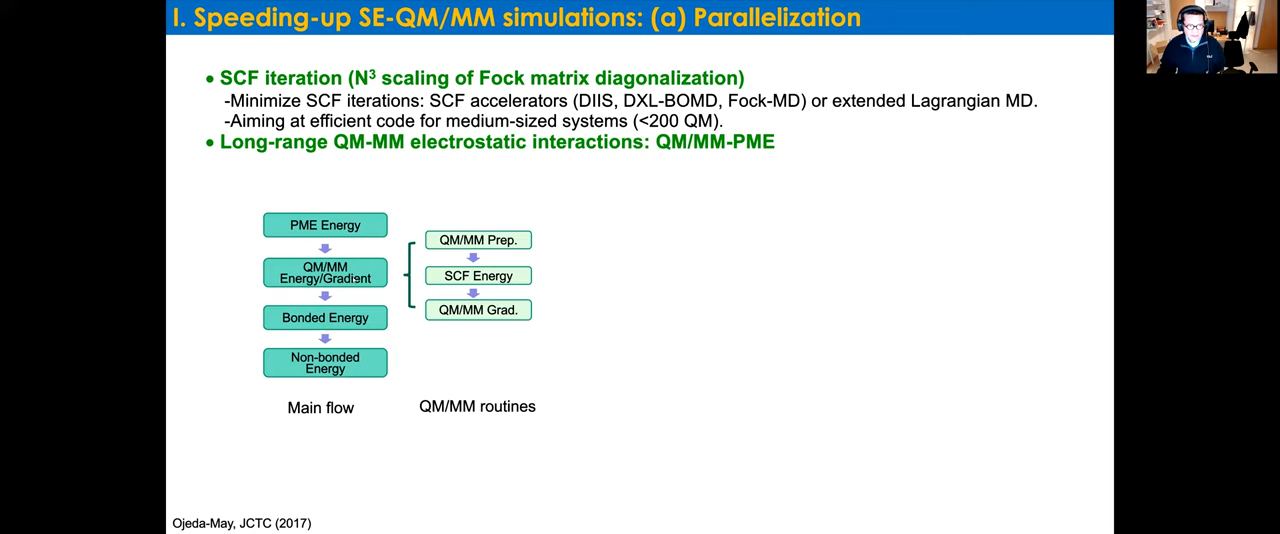 I. Speeding-up SE-QM/MM simulations: (a) Parallelization
• SCF iteration (N³ scaling of Fock matrix diagonalization)
-Minimize SCF iterations: SCF accelerators (DIIS, DXL-BOMD, Fock-MD) or extended Lagrangian MD.
-Aiming at efficient code for medium-sized systems (<200 QM).
• Long-range QM-MM electrostatic interactions: QM/MM-PME
PME Energy
QM/MM
Energy/Gradient
Bonded Energy
Non-bonded
Energy
Main flow
QM/MM Prep.
SCF Energy
QM/MM Grad.
QM/MM routines
Ojeda-May, JCTC (2017)